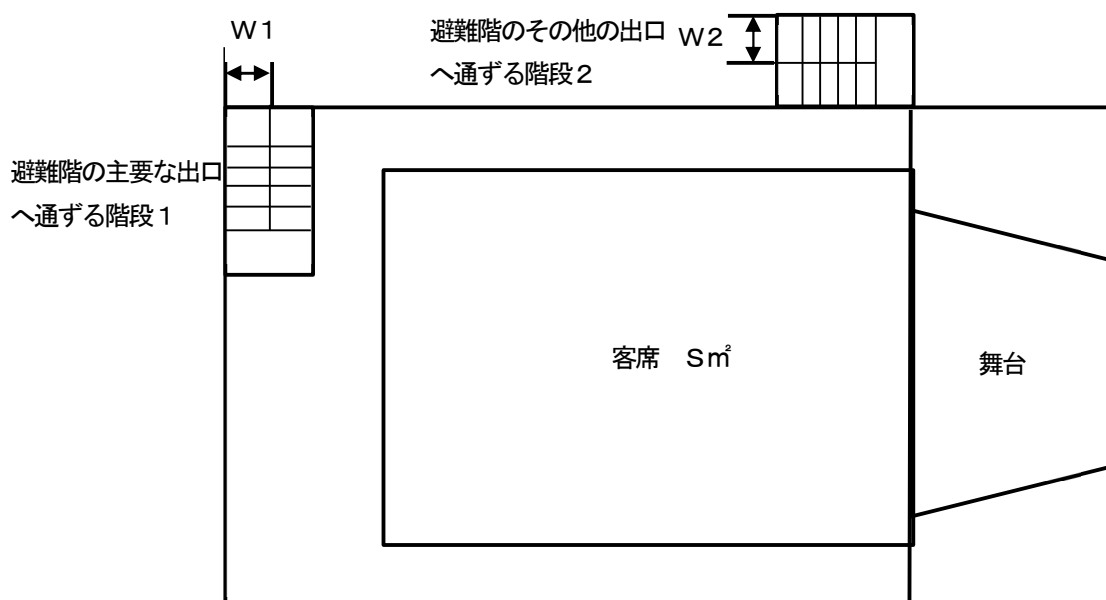 W1
避難階のその他の出口
へ通ずる階段2
W2
避難階の主要な出口
へ通ずる階段1
客席 S㎡
舞台